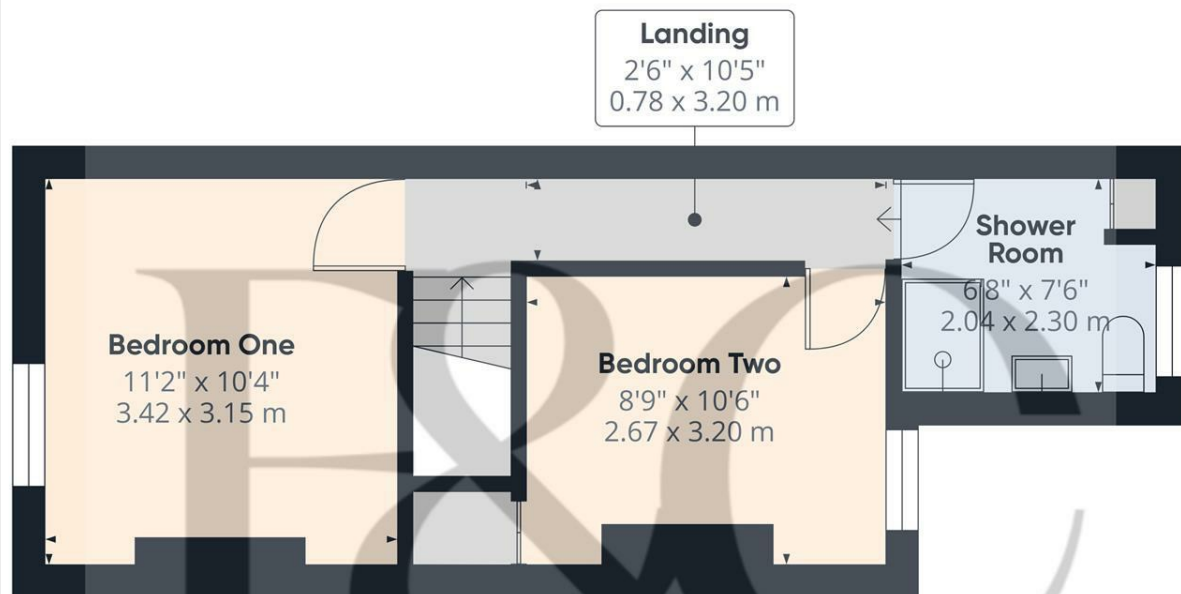 Landing
2'6" x 10'5"
0.78 x 3.20 m
Shower
Room
6'8" x 7'6"
2.04 x 2.30 m
Bedroom One
11'2" x 10'4"
3.42 x 3.15 m
Bedroom Two
8'9" x 10'6"
2.67 x 3.20 m
F&C